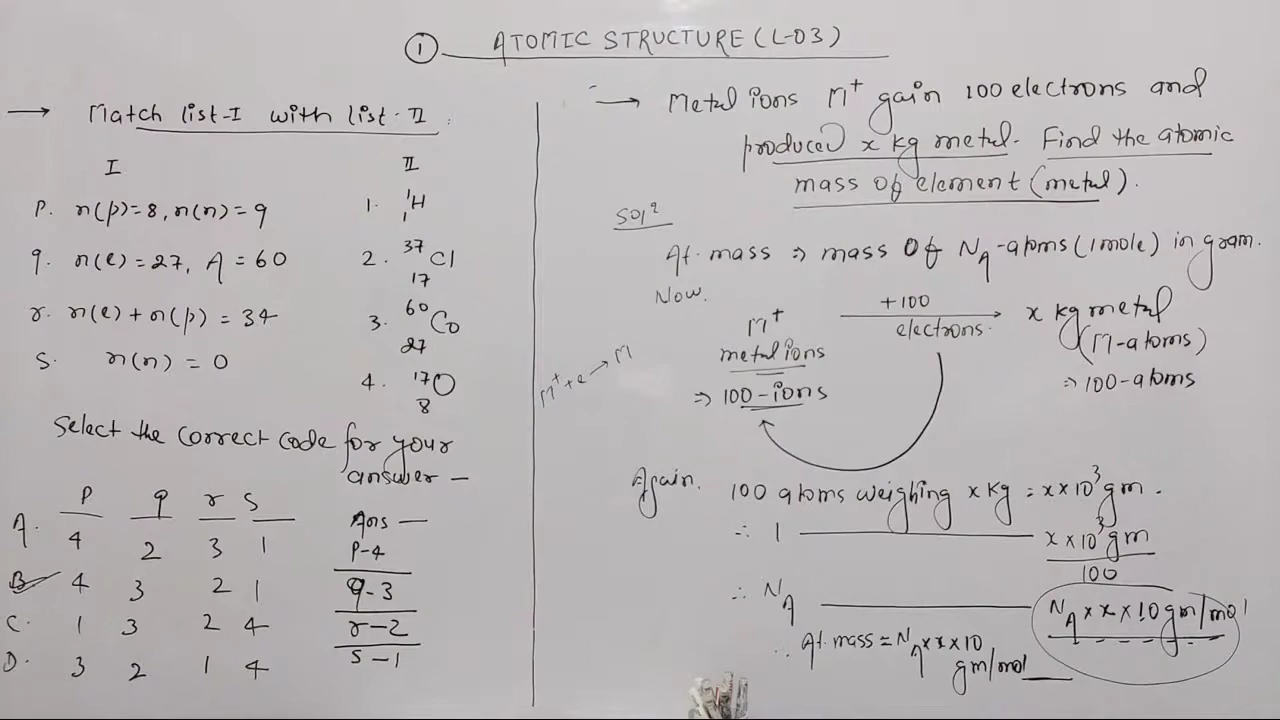 ① ATOMIC STRUCTURE (L-03)
→ Match list-I with list-II.
I II
P. n(p)=8, n(n)=9 1. ¹₁H
q. n(e)=27, A=60 2. ³⁷₁₇Cl
r. n(e)+n(p)=34 3. ⁶⁰₂₇Co
S. n(n)=0 4. ¹⁷₈O
Select the correct code for your
answer —
P q r S
A. 4 2 3 1
B. 4 3 2 1
C. 1 3 2 4
D. 3 2 1 4
Ans —
P-4
q-3
r-2
S-1
→ Metal ions M⁺ gain 100 electrons and
produced x kg metal. Find the atomic
mass of element (metal).
Solⁿ
At. mass ⇒ mass of N_A-atoms (1 mole) in gram.
Now.
M⁺ +100 electrons. → x kg metal
metal ions (M-atoms)
⇒ 100-ions ⇒ 100-atoms
M⁺+e → M
Again. 100 atoms weighing x kg = x×10³ gm.
∴ 1 ——— x×10³ gm / 100
∴ N_A ——— N_A×x×10 gm/mol
∴ At. mass = N_A×x×10
gm/mol